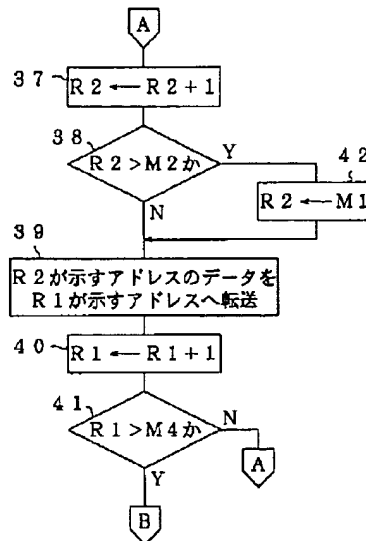 A
37
R2←R2+1
38
R2>M2か
Y
42
N
R2←M1
39
R2が示すアドレスのデータを
R1が示すアドレスへ転送
40
R1←R1+1
41
R1>M4か
N
A
Y
B